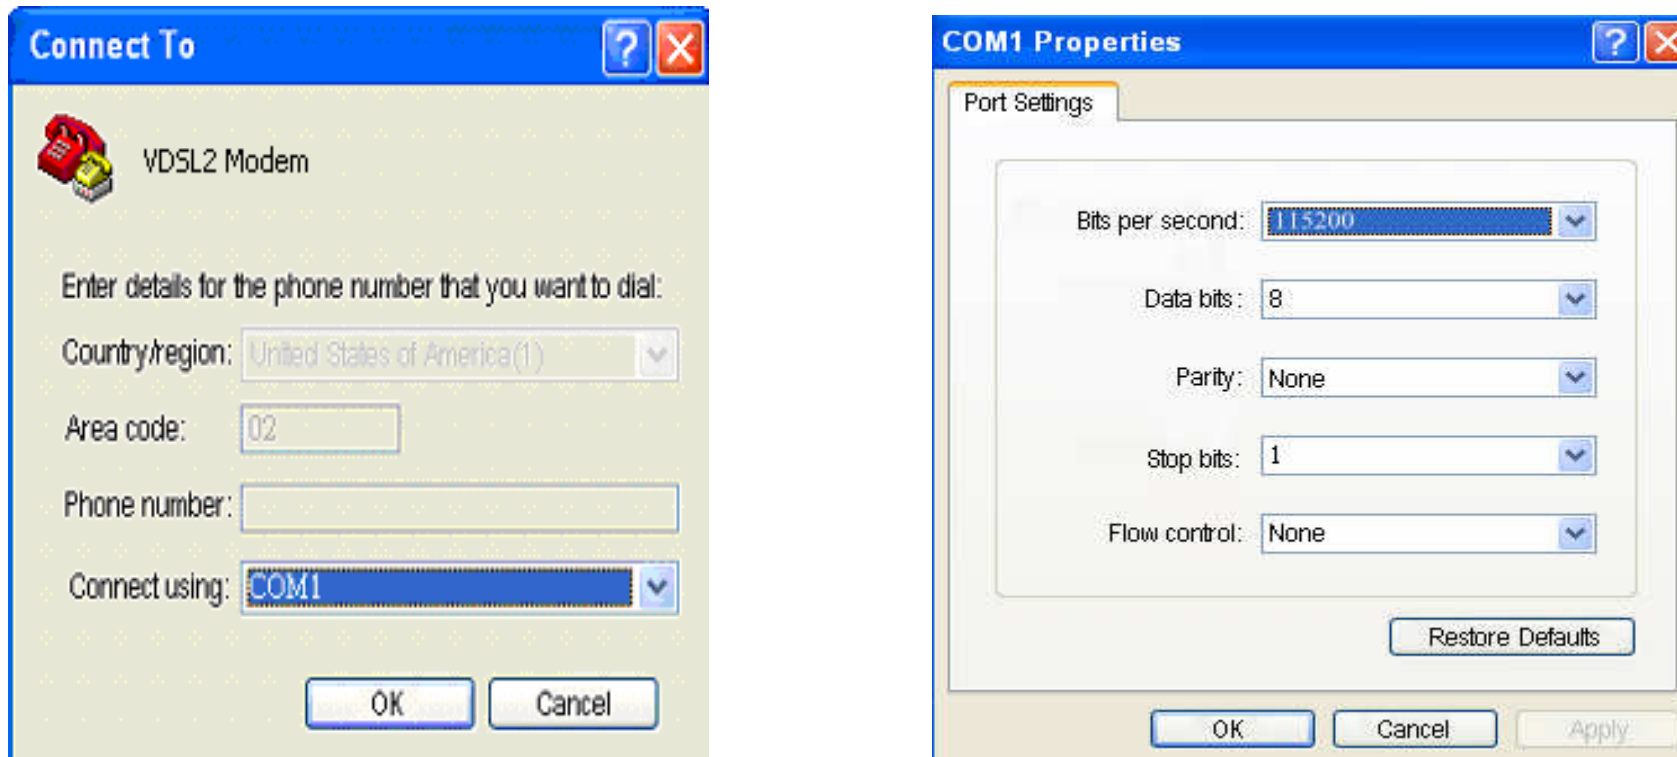 Connect To
?
VDSL2 Modem
Enter details for the phone number that you want to dial:
Country/region: United States of America(1)
Area code: 02
Phone number:
Connect using: COM1
OK Cancel
COM1 Properties
?
Port Settings
Bits per second: 115200
Data bits: 8
Parity: None
Stop bits: 1
Flow control: None
Restore Defaults
OK Cancel Apply